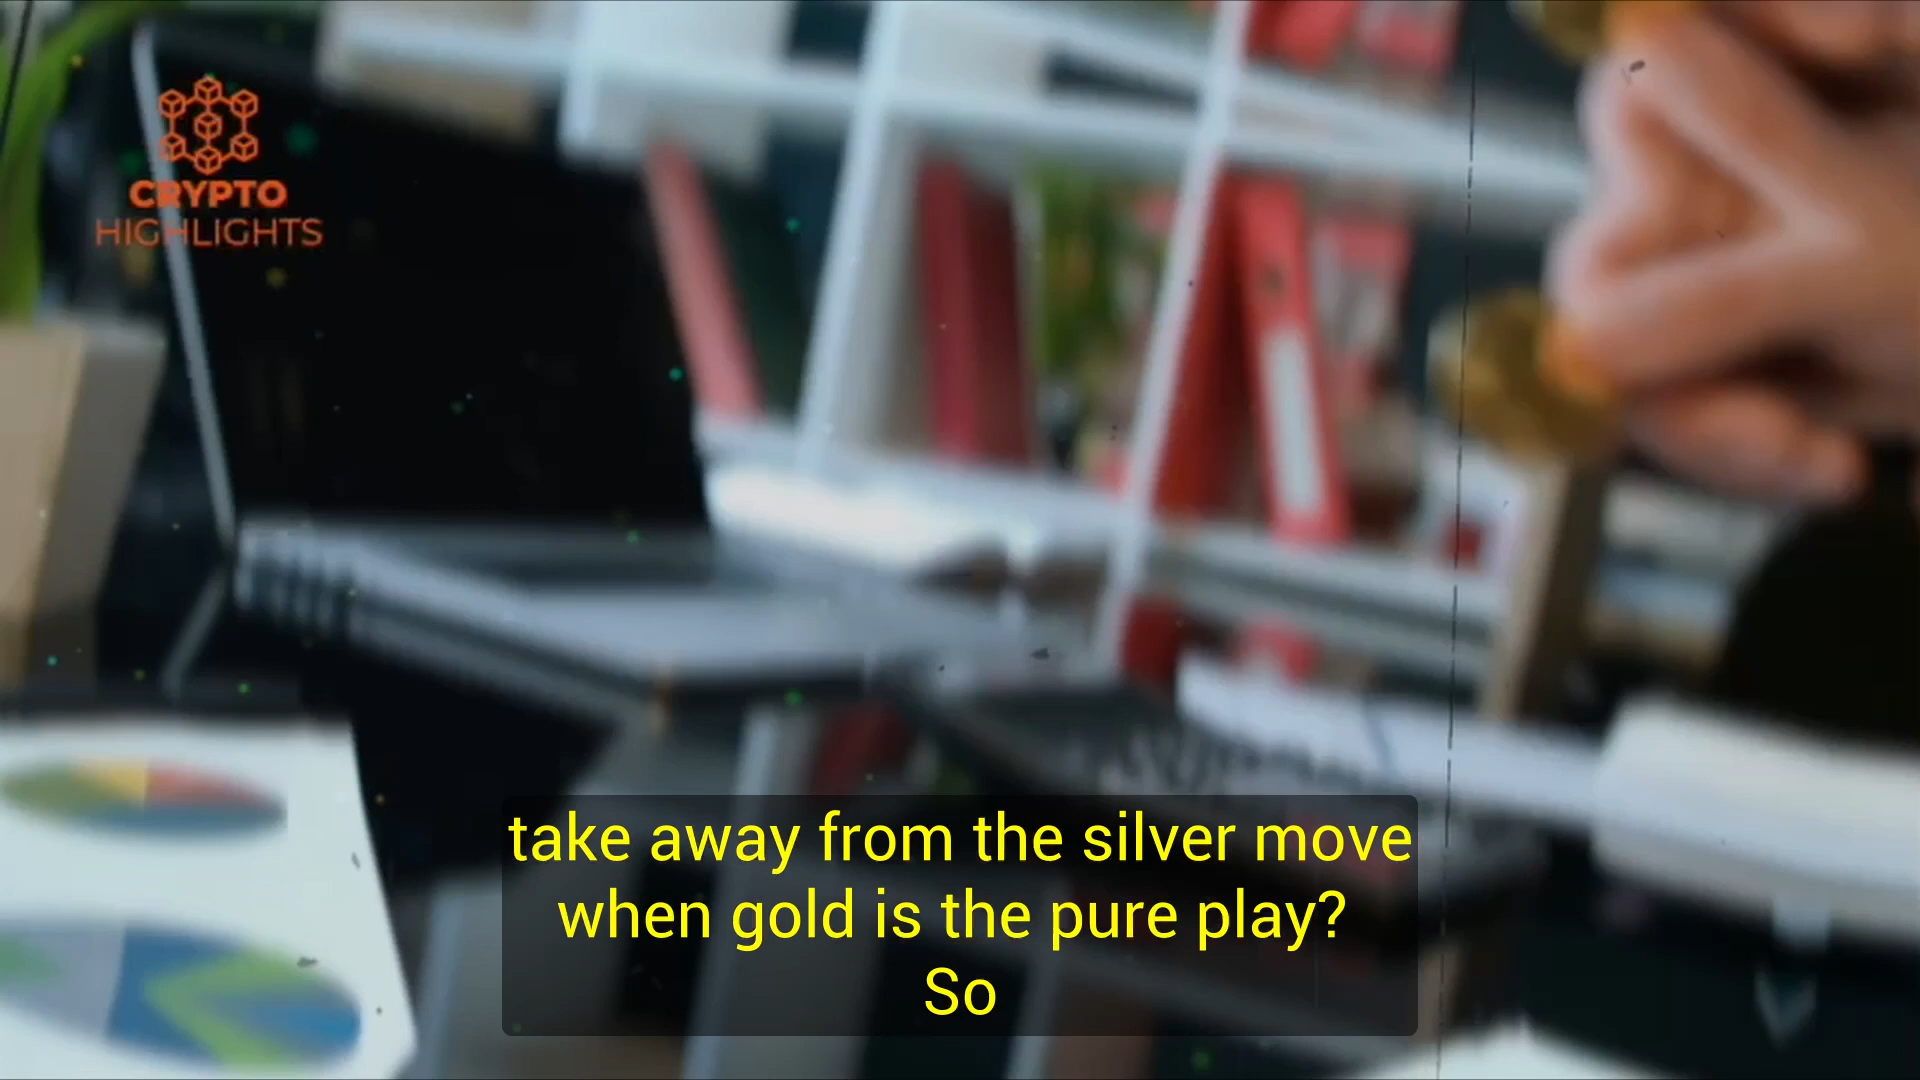 CRYPTO
HIGHLIGHTS
take away from the silver move
when gold is the pure play?
So